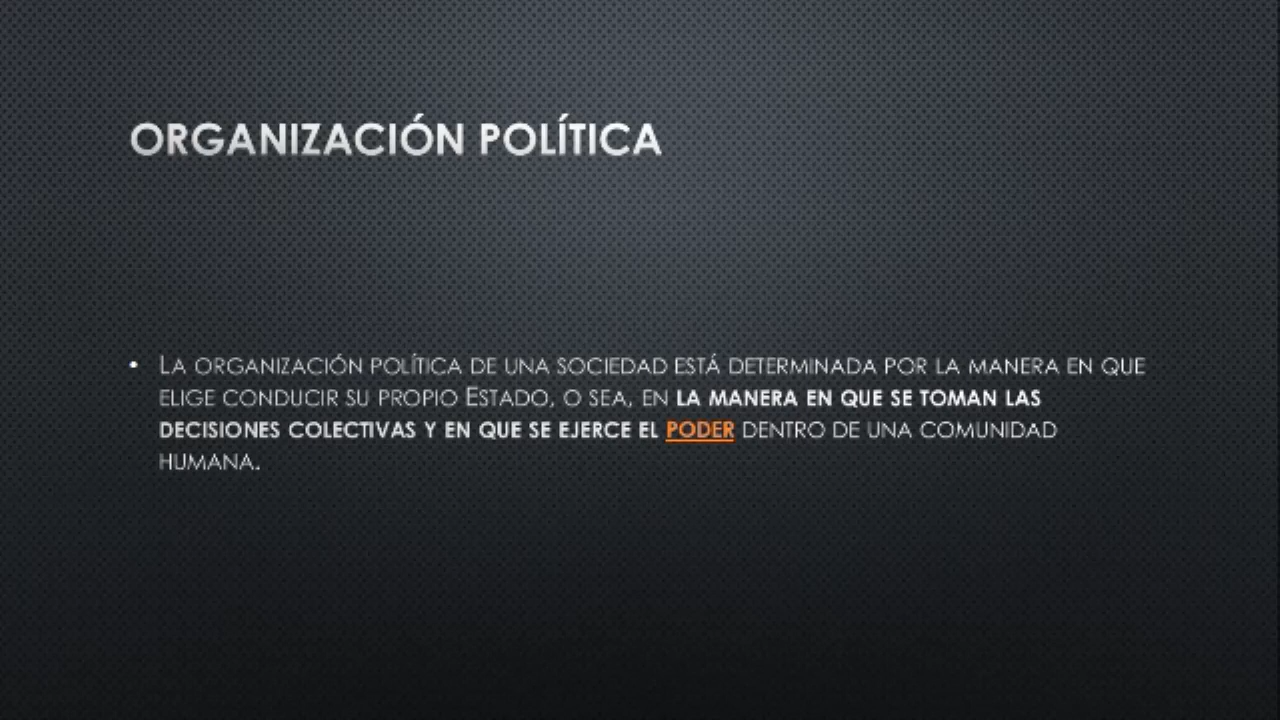 ORGANIZACIÓN POLÍTICA
• La organización política de una sociedad está determinada por la manera en que
elige conducir su propio Estado, o sea, en la manera en que se toman las
decisiones colectivas y en que se ejerce el poder dentro de una comunidad
humana.